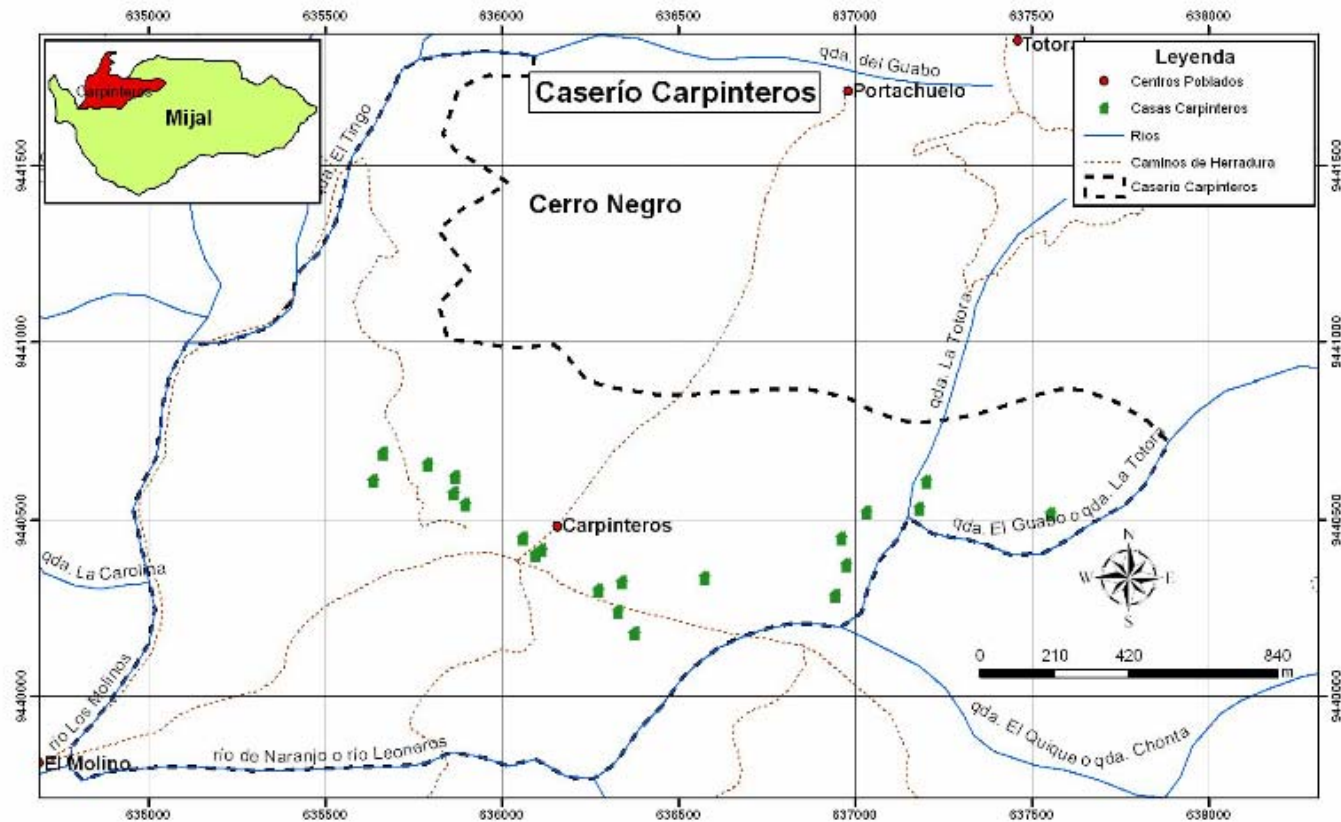 635000 635500 636000 636500 637000 637500 638000
Carpinteros
Mijal
qda. del Guabo
Caserío Carpinteros
Portachuelo
Leyenda
Centros Poblados
Casas Carpinteros
Rios
Caminos de Herradura
Caserío Carpinteros
9441500
9441500
El Tingo
Cerro Negro
9441000
9441000
qda. La Totora
9440500
9440500
Carpinteros
qda. El Guabo o qda. La Totora
qda. La Carolina
N
W E
S
0 210 420 840
m
9440000
9440000
río Los Molinos
El Molino
río de Naranjo o río Leoneros
qda. El Quique o qda. Chonta
635000 635500 636000 636500 637000 637500 638000